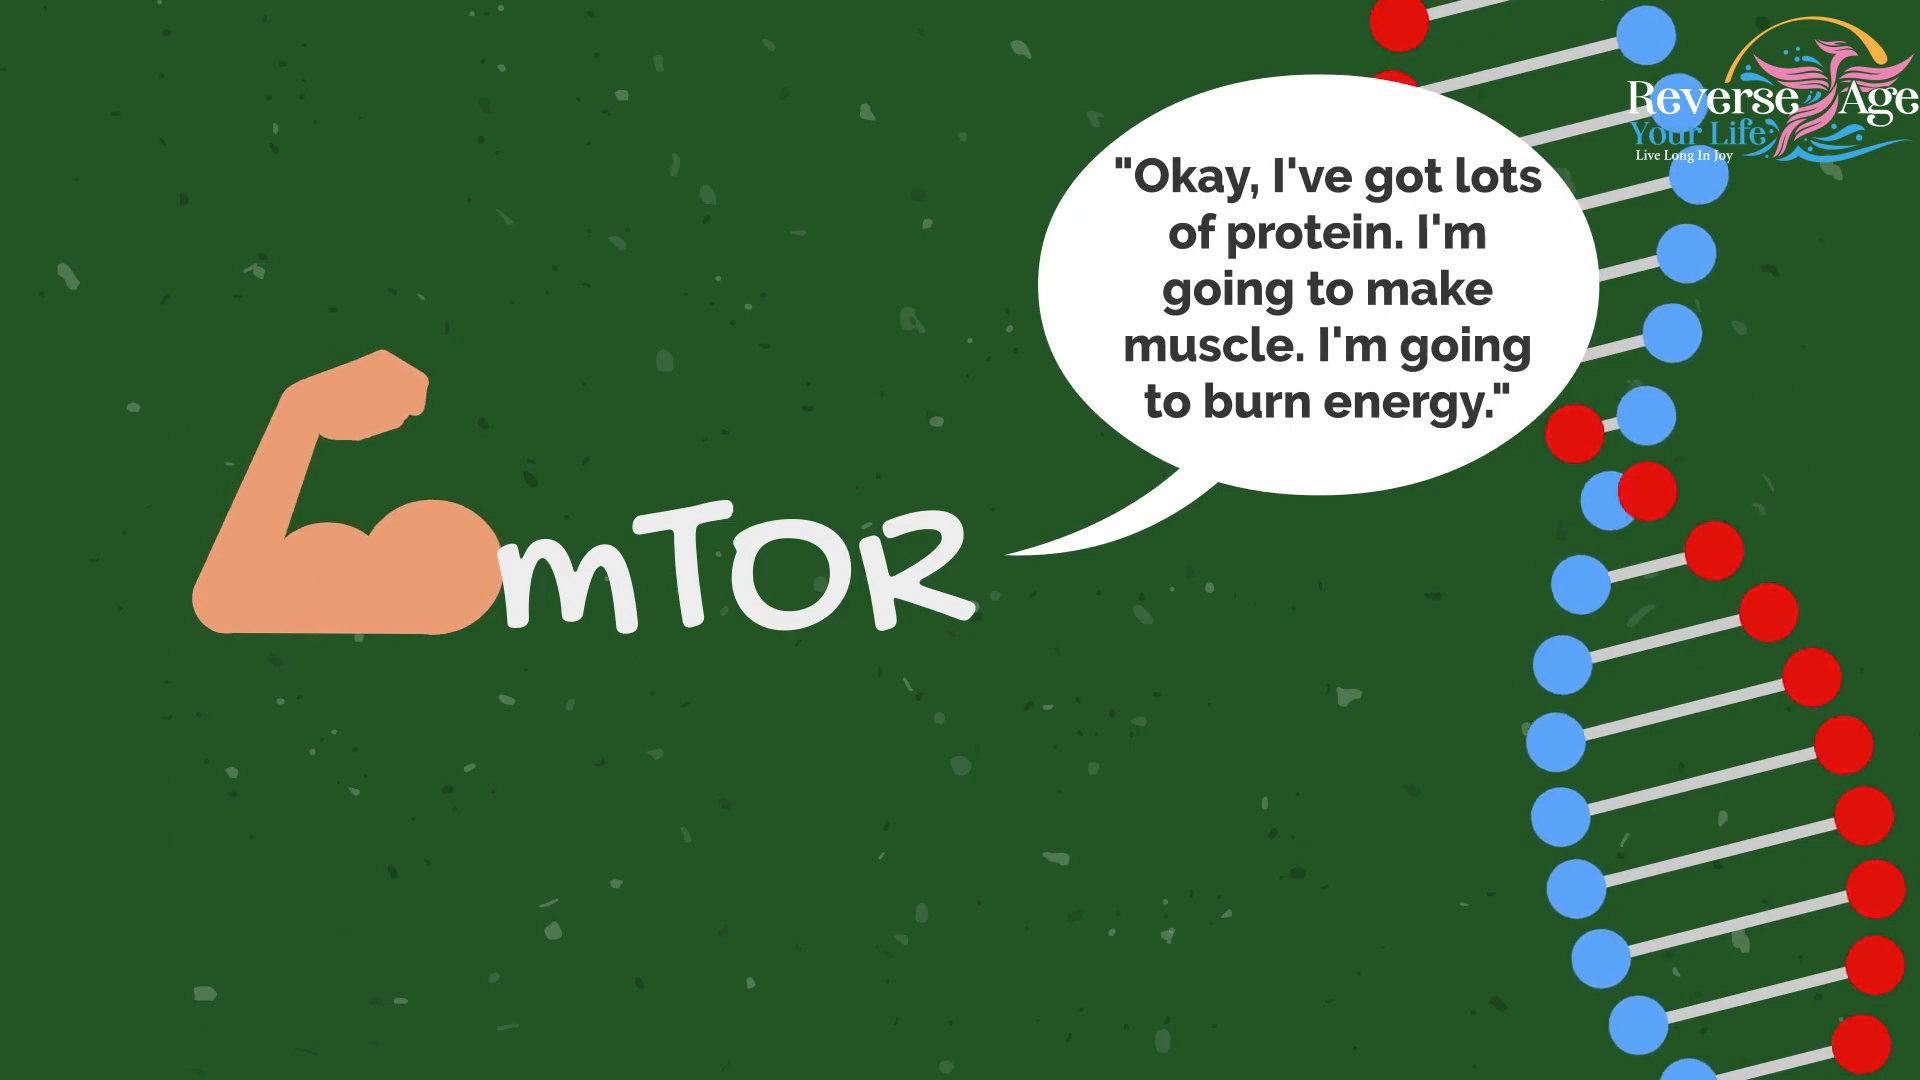 Reverse Age
Your Life
Live Long In Joy
"Okay, I've got lots
of protein. I'm
going to make
muscle. I'm going
to burn energy."
mTOR